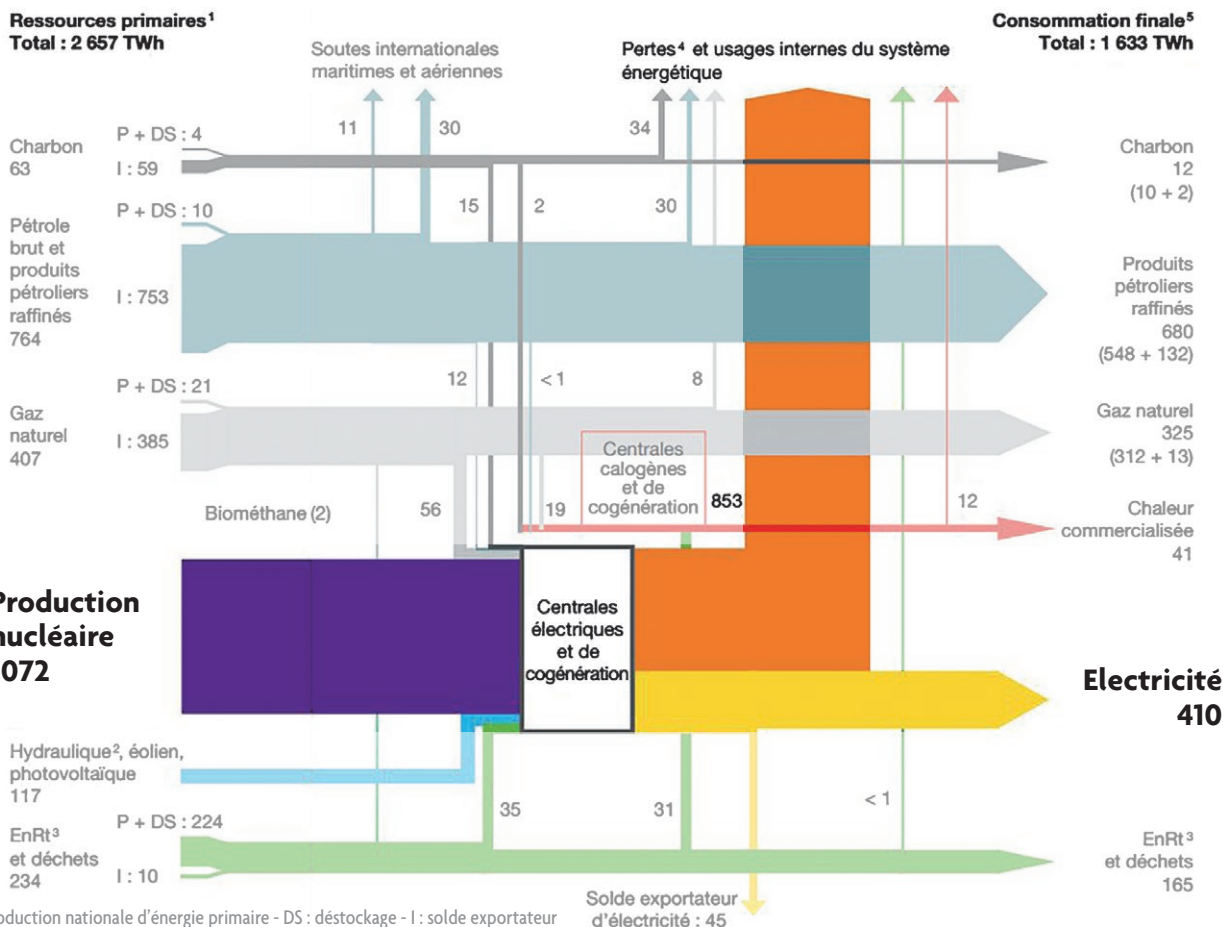 Ressources primaires¹
Total : 2 657 TWh
Soutes internationales
maritimes et aériennes
Pertes⁴ et usages internes du système
énergétique
Consommation finale⁵
Total : 1 633 TWh
Charbon
63
P + DS : 4
I : 59
11
30
34
Charbon
12
(10 + 2)
Pétrole
brut et
produits
pétroliers
raffinés
764
P + DS : 10
I : 753
15
2
30
Produits
pétroliers
raffinés
680
(548 + 132)
Gaz
naturel
407
P + DS : 21
I : 385
12
< 1
8
Gaz naturel
325
(312 + 13)
Biométhane (2)
56
19
Centrales
calogènes
et de
cogénération
853
12
Chaleur
commercialisée
41
072
Centrales
électriques
et de
cogénération
Electricité
410
Hydraulique², éolien,
photovoltaïque
117
EnRt³
et déchets
234
P + DS : 224
I : 10
35
31
< 1
EnRt³
et déchets
165
Solde exportateur
d'électricité : 45
nationale d'énergie primaire - DS : déstockage - I : solde exportateur